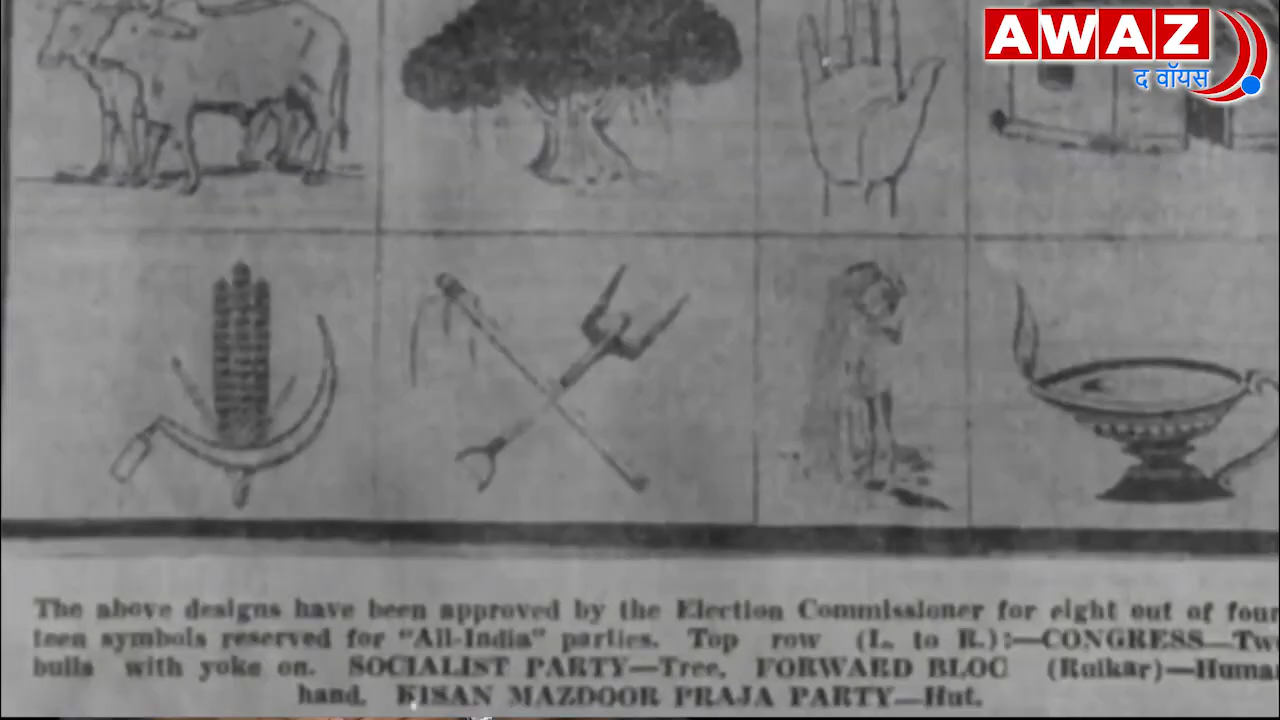 AWAZ
द वॉयस
The above designs have been approved by the Election Commissioner for eight out of four
teen symbols reserved for "All-India" parties. Top row (L. to R.):—CONGRESS—Tw
bulls with yoke on. SOCIALIST PARTY—Tree. FORWARD BLOC (Ruikar)—Huma
hand. KISAN MAZDOOR PRAJA PARTY—Hut.